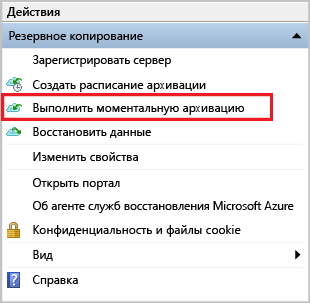 Действия
Резервное копирование
Зарегистрировать сервер
Создать расписание архивации
Выполнить моментальную архивацию
Восстановить данные
Изменить свойства
Открыть портал
Об агенте служб восстановления Microsoft Azure
Конфиденциальность и файлы cookie
Вид
Справка